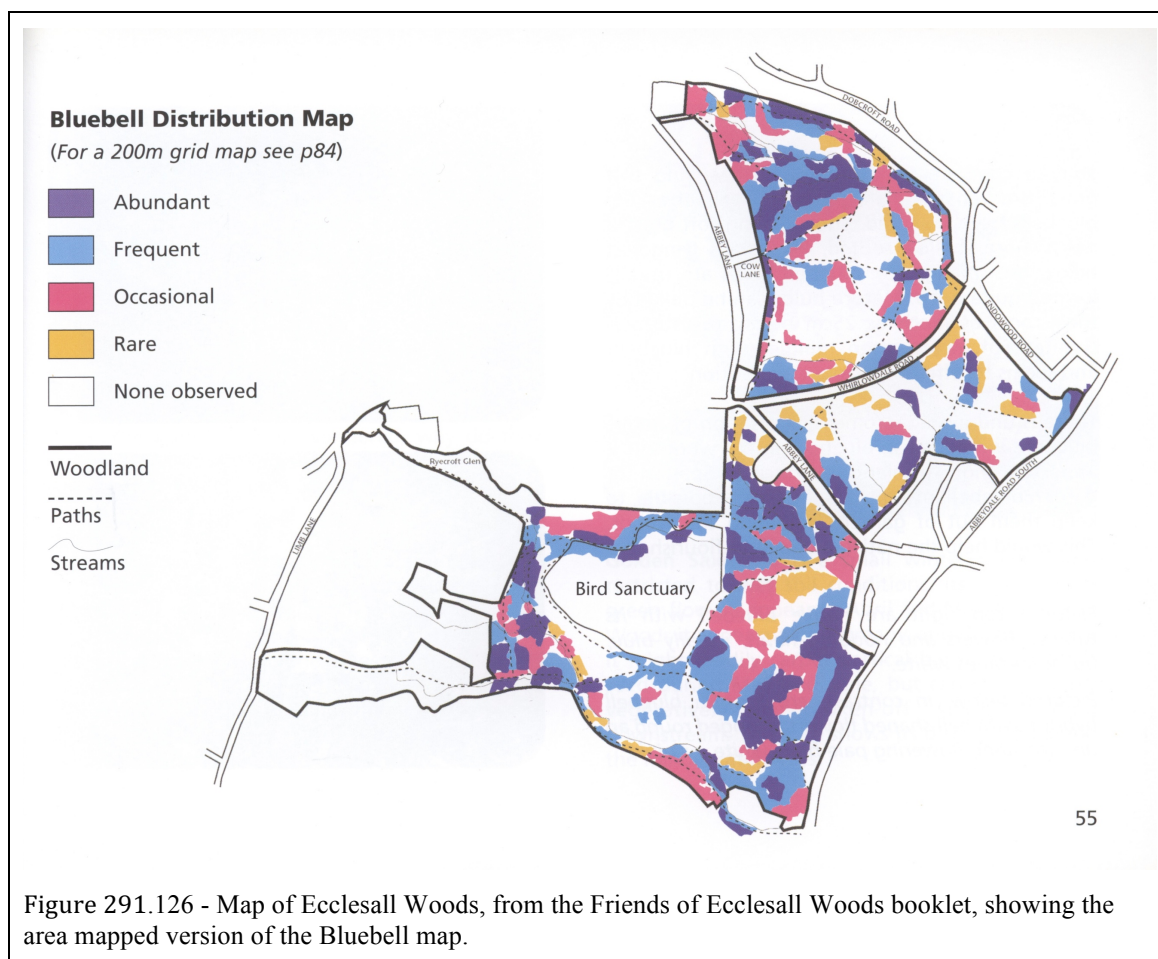 Bluebell Distribution Map
(For a 200m grid map see p84)
Abundant
Frequent
Occasional
Rare
None observed
Woodland
Paths
Streams
DOBCROFT ROAD
ABBEY LANE
COW
LANE
ENDOWOOD ROAD
WHIRLOWDALE ROAD
ABBEY LANE
ABBEYDALE ROAD SOUTH
Ryecroft Glen
LIMB LANE
Bird Sanctuary
55
Figure 291.126 - Map of Ecclesall Woods, from the Friends of Ecclesall Woods booklet, showing the
area mapped version of the Bluebell map.